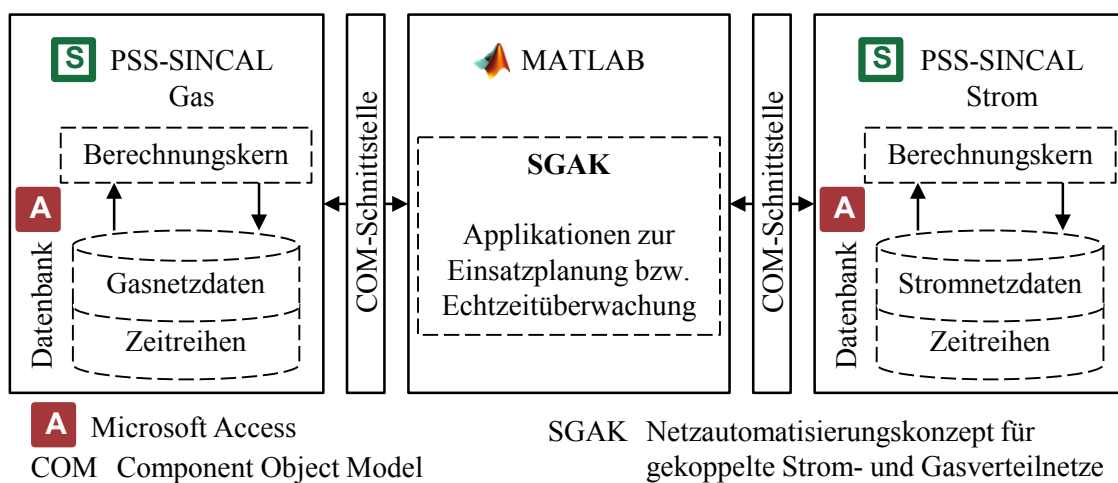 S PSS-SINCAL
Gas
Berechnungskern
A
Datenbank
Gasnetzdaten
Zeitreihen
COM-Schnittstelle
MATLAB
SGAK
Applikationen zur
Einsatzplanung bzw.
Echtzeitüberwachung
COM-Schnittstelle
S PSS-SINCAL
Strom
Berechnungskern
A
Datenbank
Stromnetzdaten
Zeitreihen
A Microsoft Access
COM Component Object Model
SGAK Netzautomatisierungskonzept für
gekoppelte Strom- und Gasverteilnetze